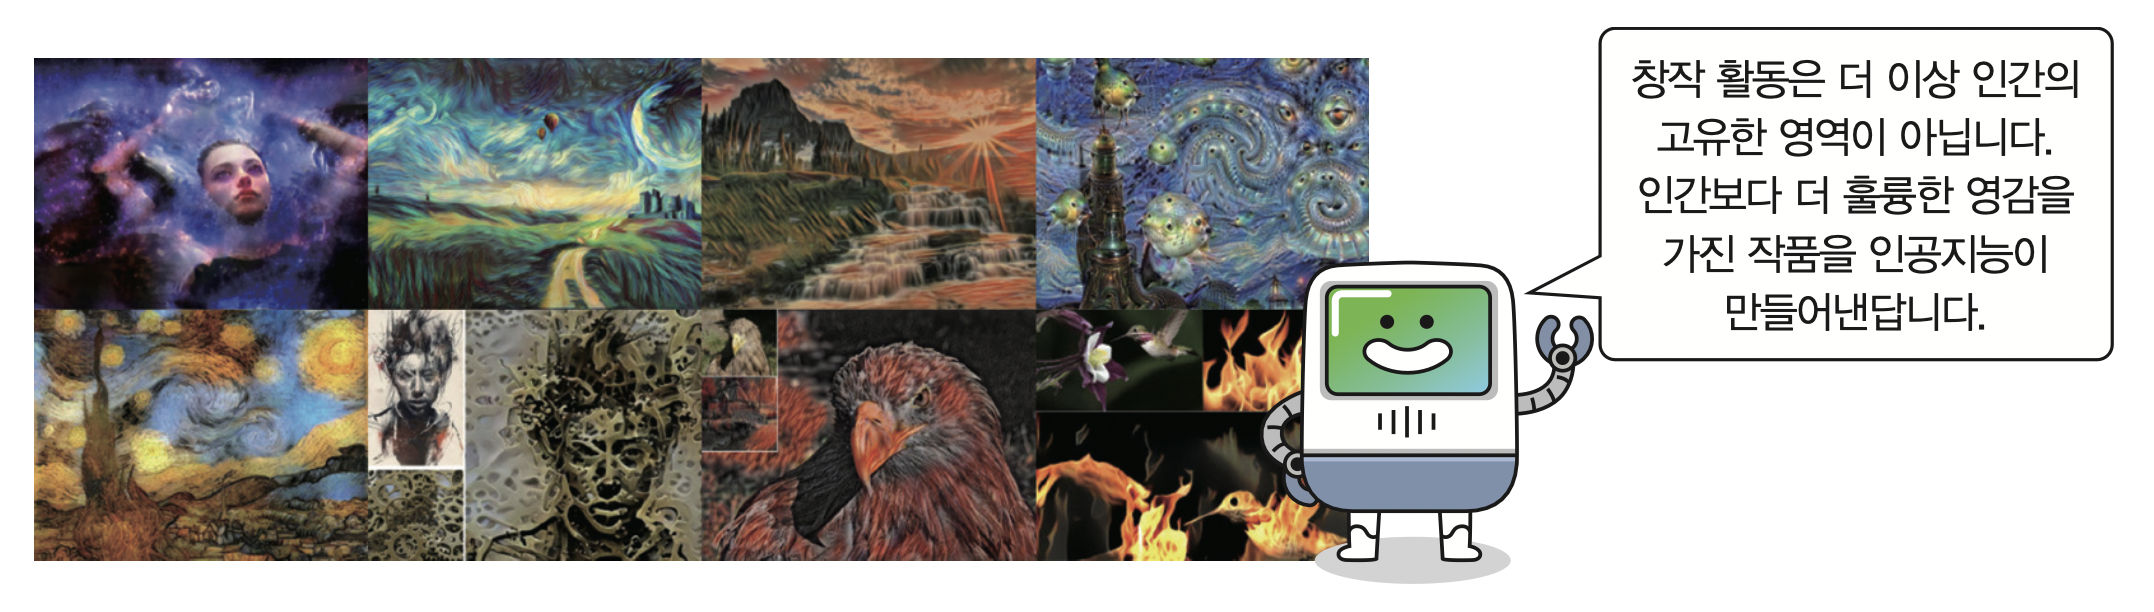 창작 활동은 더 이상 인간의
고유한 영역이 아닙니다.
인간보다 더 훌륭한 영감을
가진 작품을 인공지능이
만들어낸답니다.